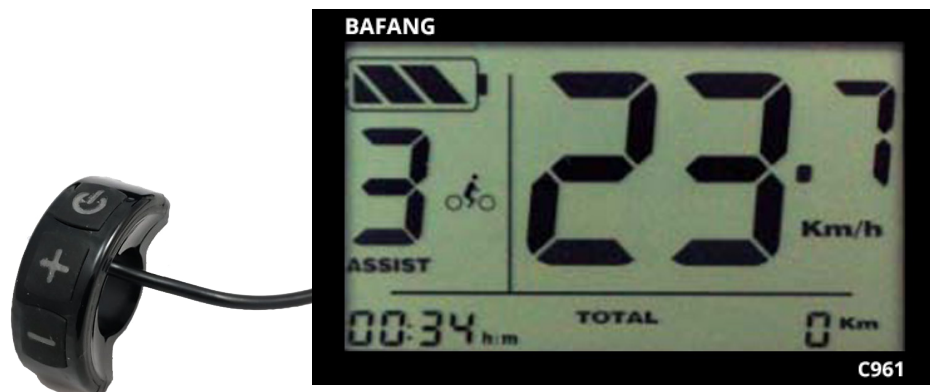 BAFANG
3
23.7
Km/h
ASSIST
00:34 h:m
TOTAL
0 Km
C961
+
-